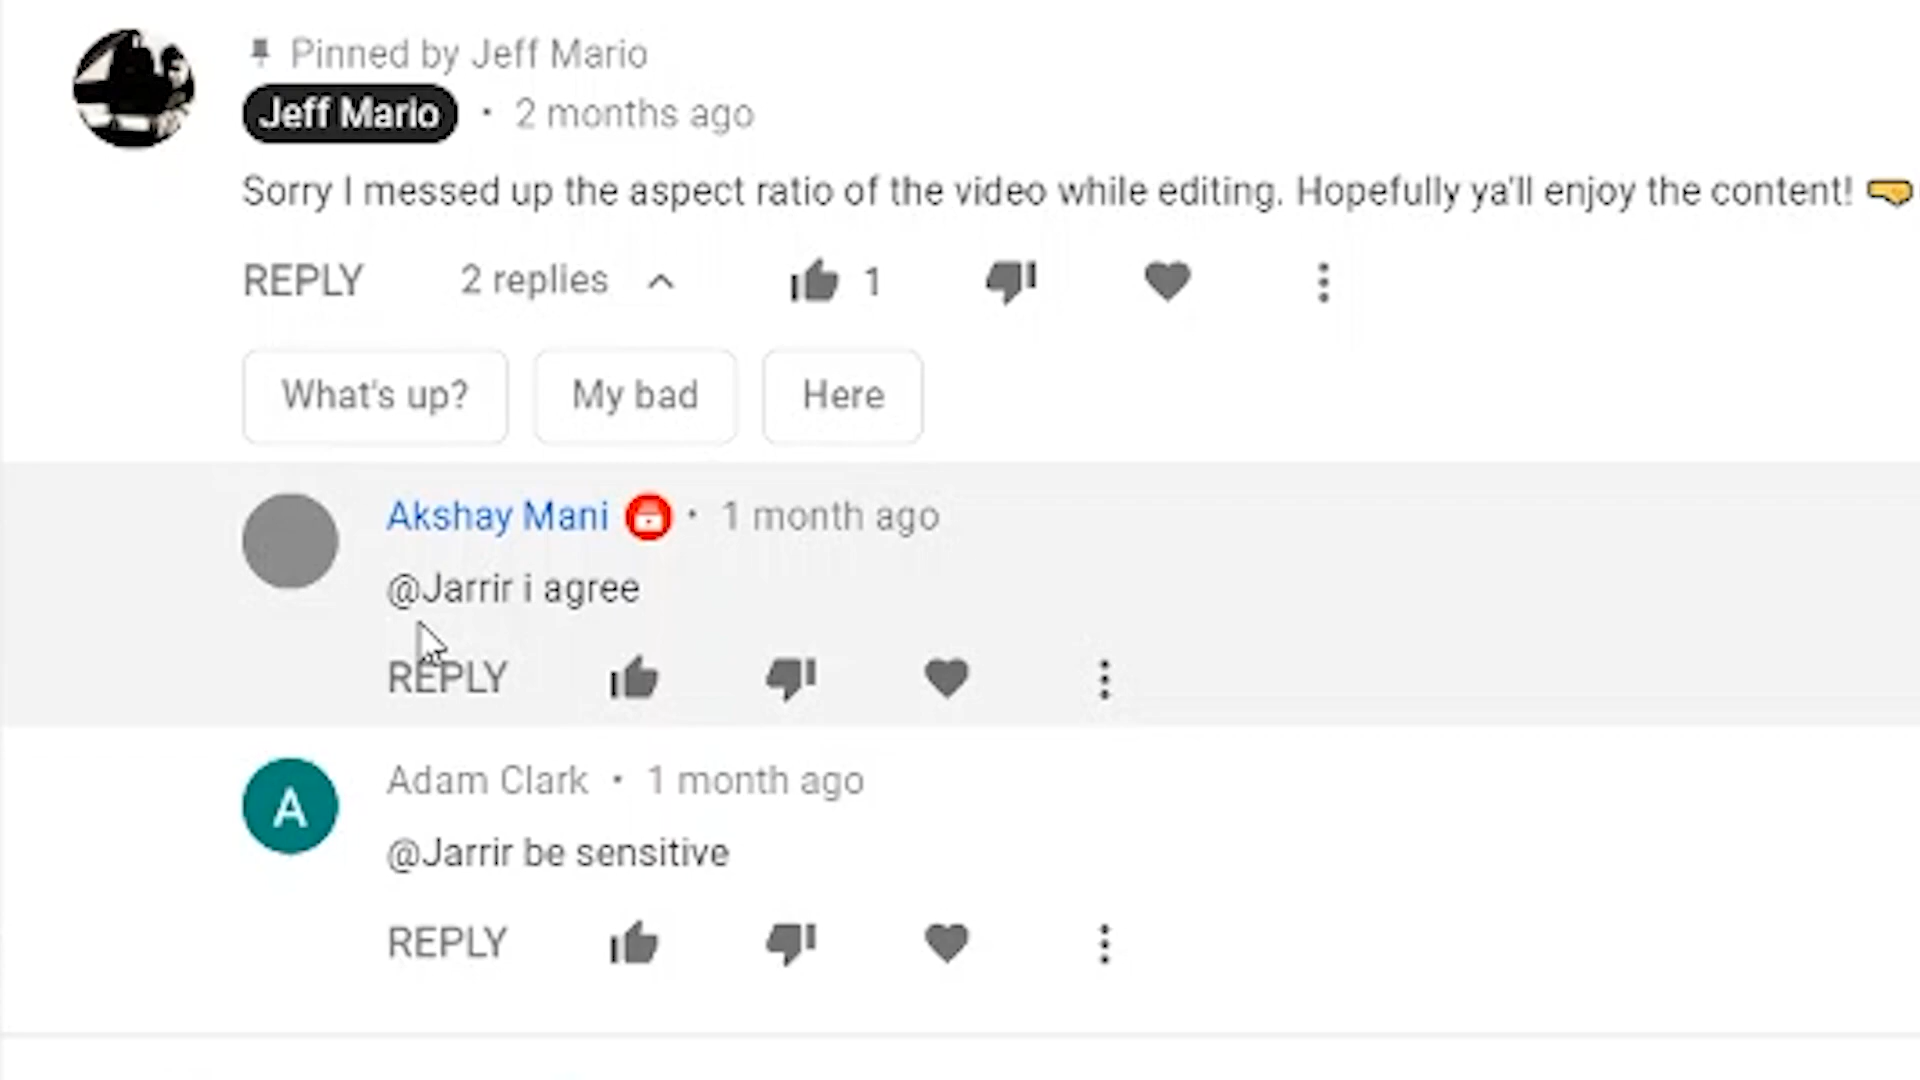 Pinned by Jeff Mario
Jeff Mario · 2 months ago
Sorry I messed up the aspect ratio of the video while editing. Hopefully ya'll enjoy the content! 🤜
REPLY 2 replies 1
What's up? My bad Here
Akshay Mani · 1 month ago
@Jarrir i agree
REPLY
A
Adam Clark · 1 month ago
@Jarrir be sensitive
REPLY